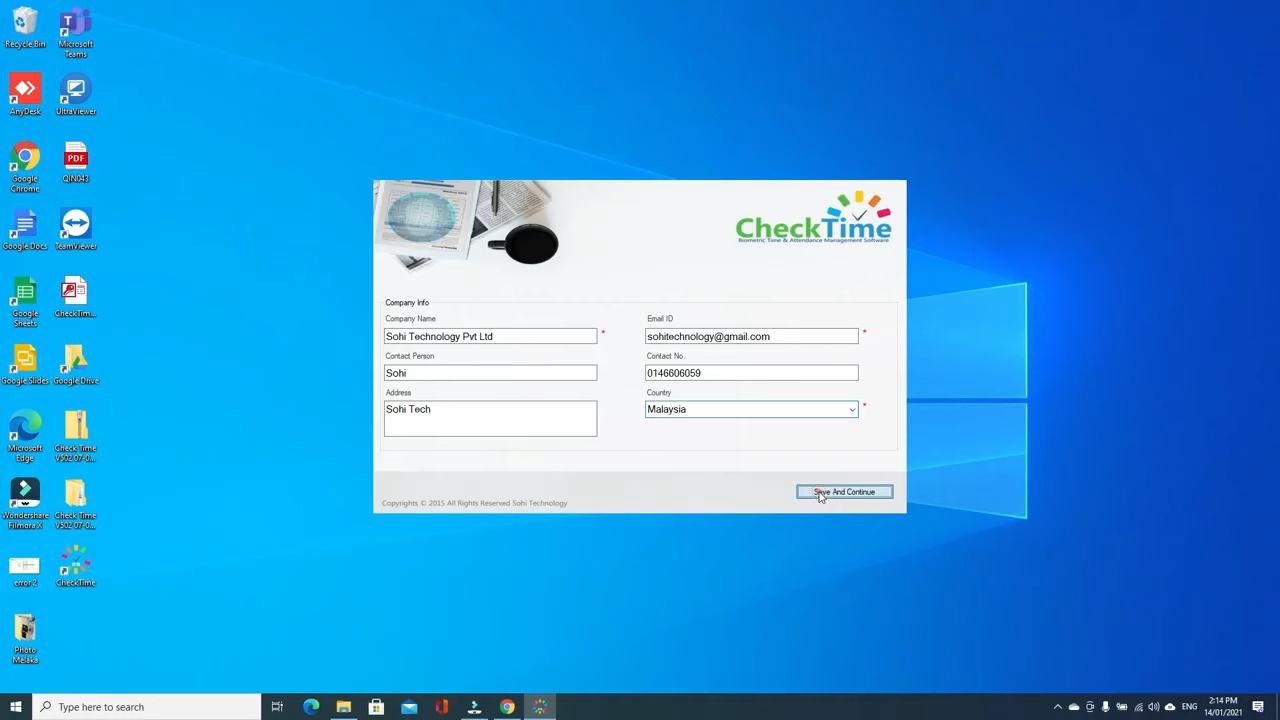 Recycle Bin
Microsoft
Teams
AnyDesk
UltraViewer
Google
Chrome
PDF
QIN043
Google Docs
TeamViewer
Google
Sheets
CheckTim...
Google Slides
Google Drive
Microsoft
Edge
Check Time
V502 07-0...
Wondershare
Filmora X
Check Time
V502 07-0...
error 2
CheckTime
Photo
Melaka
CheckTime
Biometric Time & Attendance Management Software
Company Info
Company Name
Email ID
Sohi Technology Pvt Ltd
*
sohitechnology@gmail.com
*
Contact Person
Contact No.
Sohi
0146606059
Address
Country
Sohi Tech
Malaysia
*
Save And Continue
Copyrights © 2015 All Rights Reserved Sohi Technology
Type here to search
ENG
2:14 PM
14/01/2021